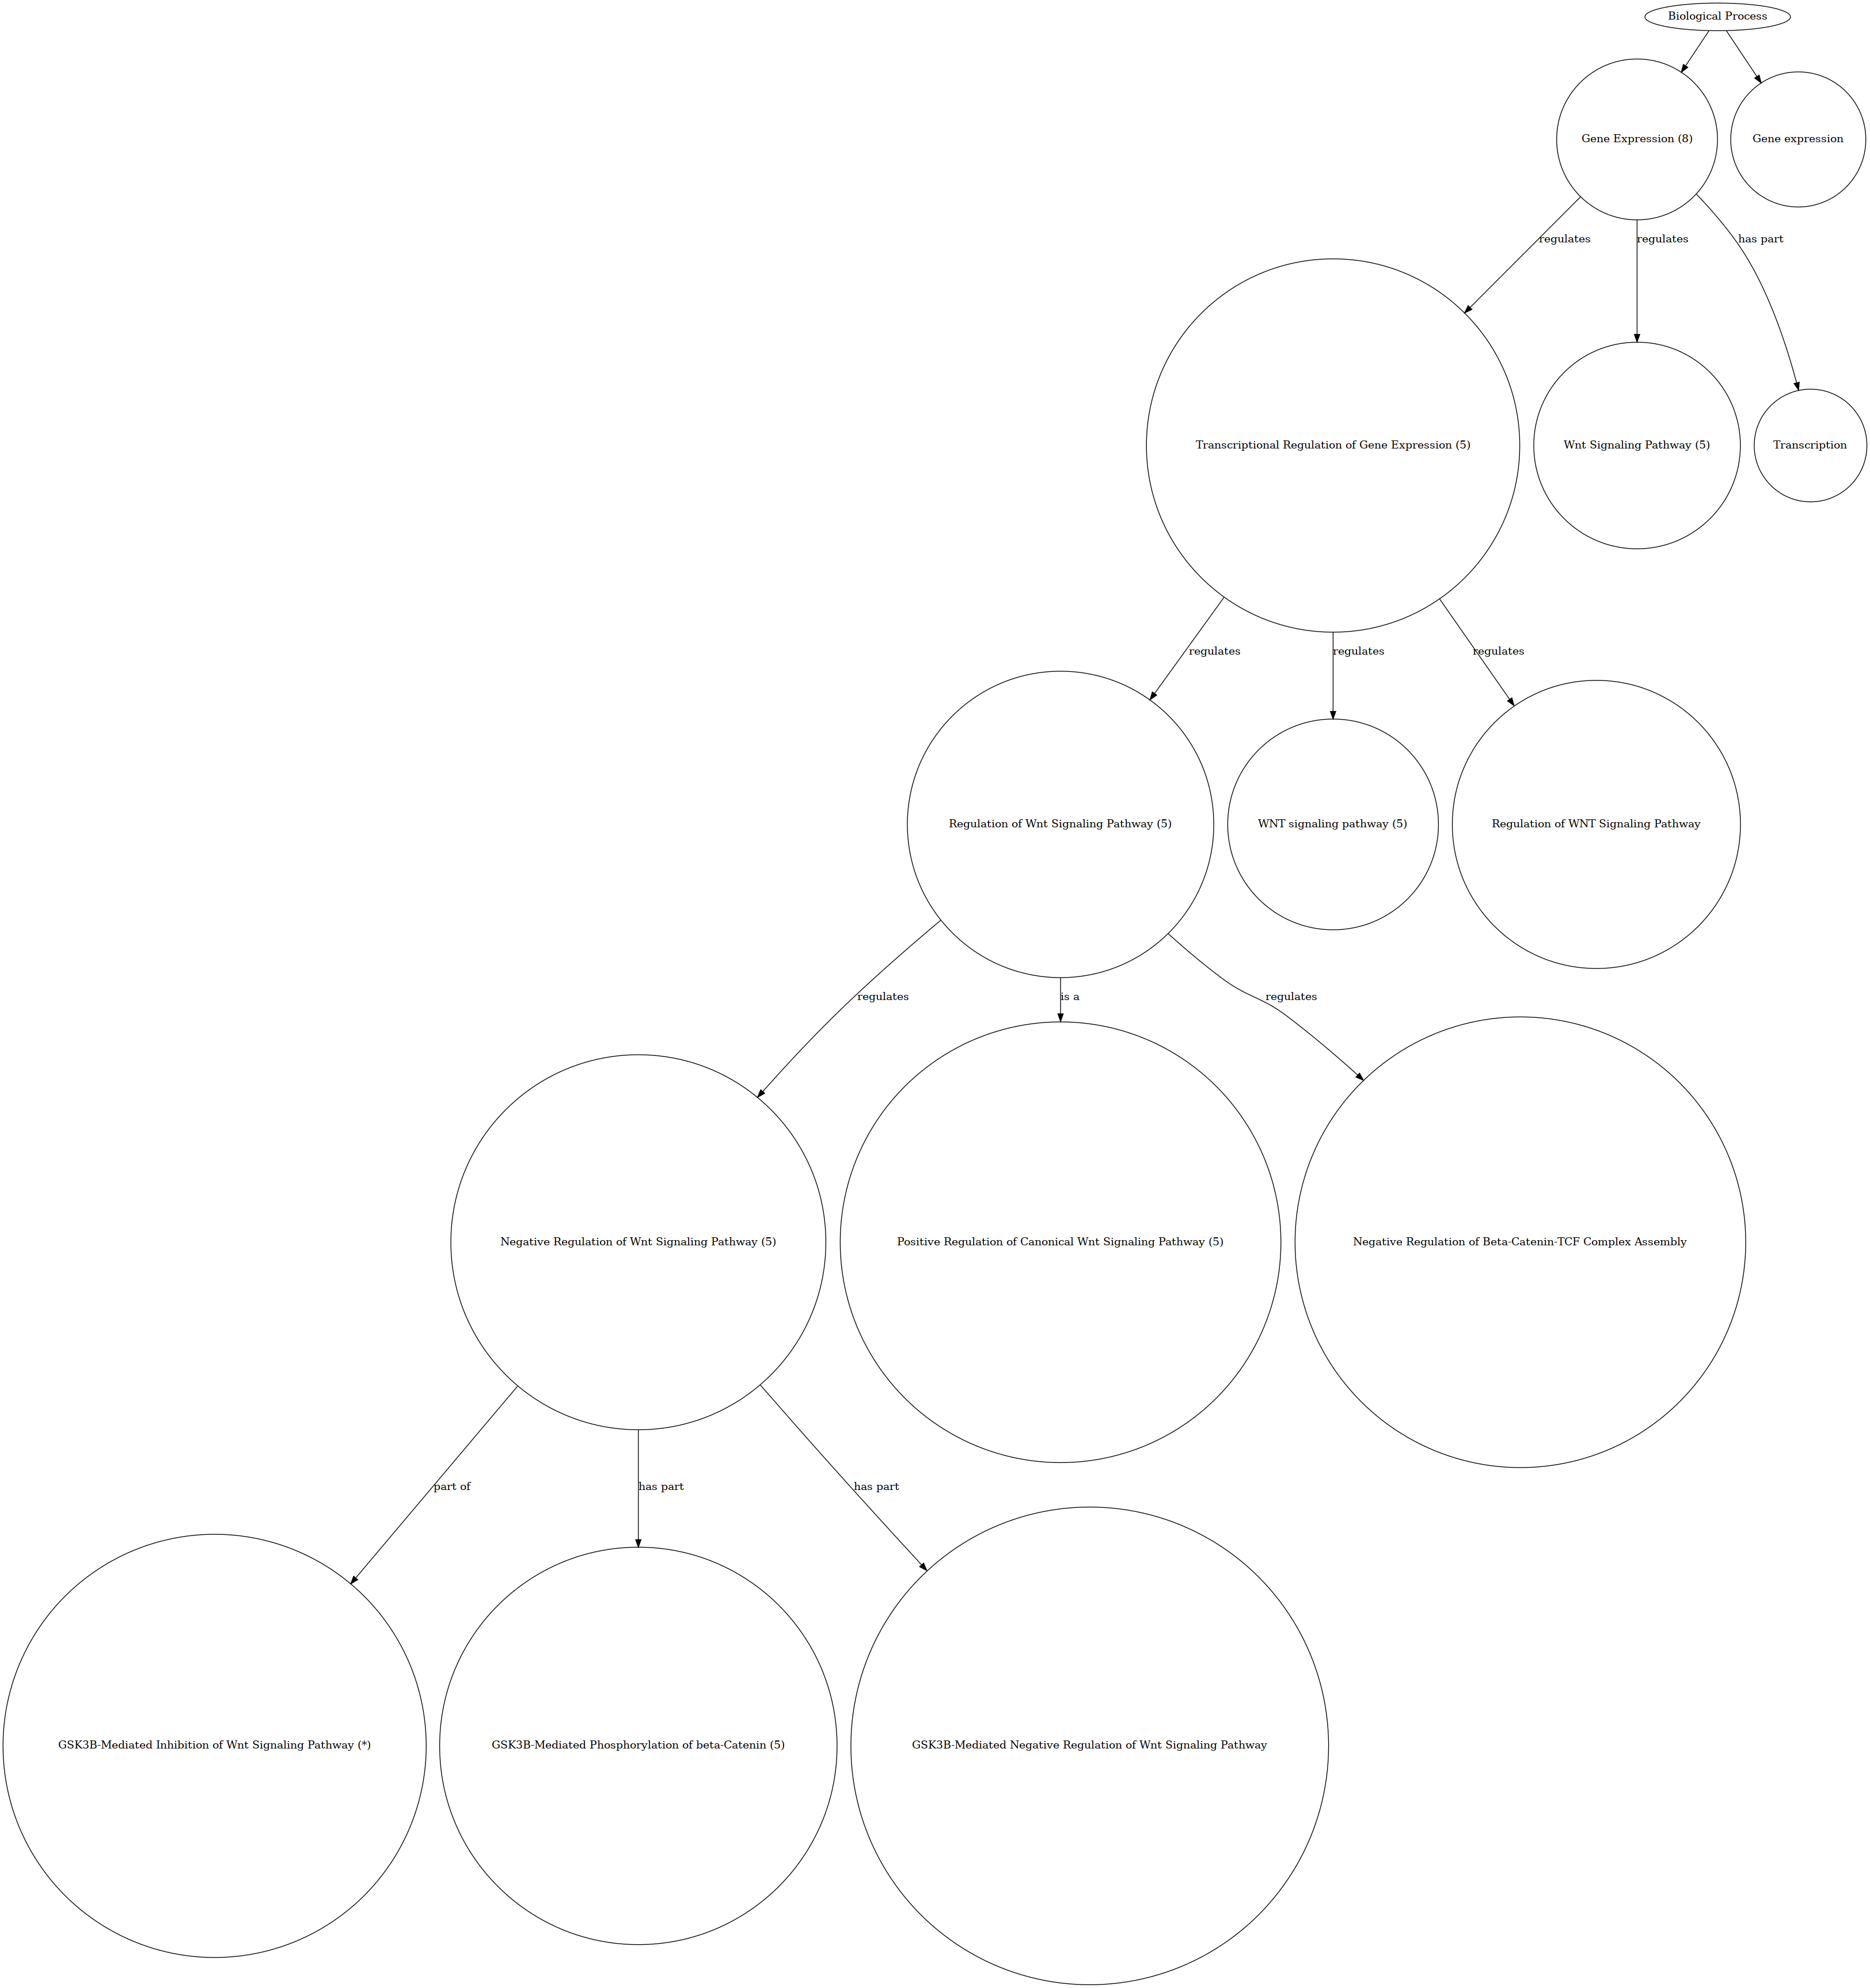 Biological Process
Gene Expression (8)
Gene expression
regulates
regulates
has part
Transcriptional Regulation of Gene Expression (5)
Wnt Signaling Pathway (5)
Transcription
regulates
regulates
regulates
Regulation of Wnt Signaling Pathway (5)
WNT signaling pathway (5)
Regulation of WNT Signaling Pathway
regulates
is a
regulates
Negative Regulation of Wnt Signaling Pathway (5)
Positive Regulation of Canonical Wnt Signaling Pathway (5)
Negative Regulation of Beta-Catenin-TCF Complex Assembly
part of
has part
has part
GSK3B-Mediated Inhibition of Wnt Signaling Pathway (*)
GSK3B-Mediated Phosphorylation of beta-Catenin (5)
GSK3B-Mediated Negative Regulation of Wnt Signaling Pathway